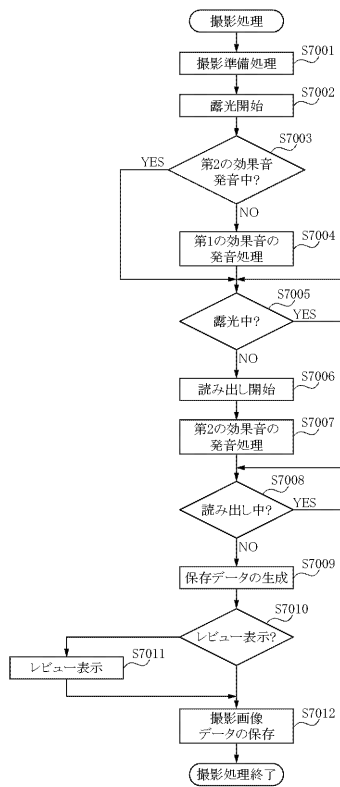 撮影処理
S7001
撮影準備処理
S7002
露光開始
S7003
第2の効果音
発音中?
YES
NO
S7004
第1の効果音の
発音処理
S7005
露光中?
YES
NO
S7006
読み出し開始
S7007
第2の効果音の
発音処理
S7008
読み出し中?
YES
NO
S7009
保存データの生成
S7010
レビュー表示?
S7011
レビュー表示
S7012
撮影画像
データの保存
撮影処理終了